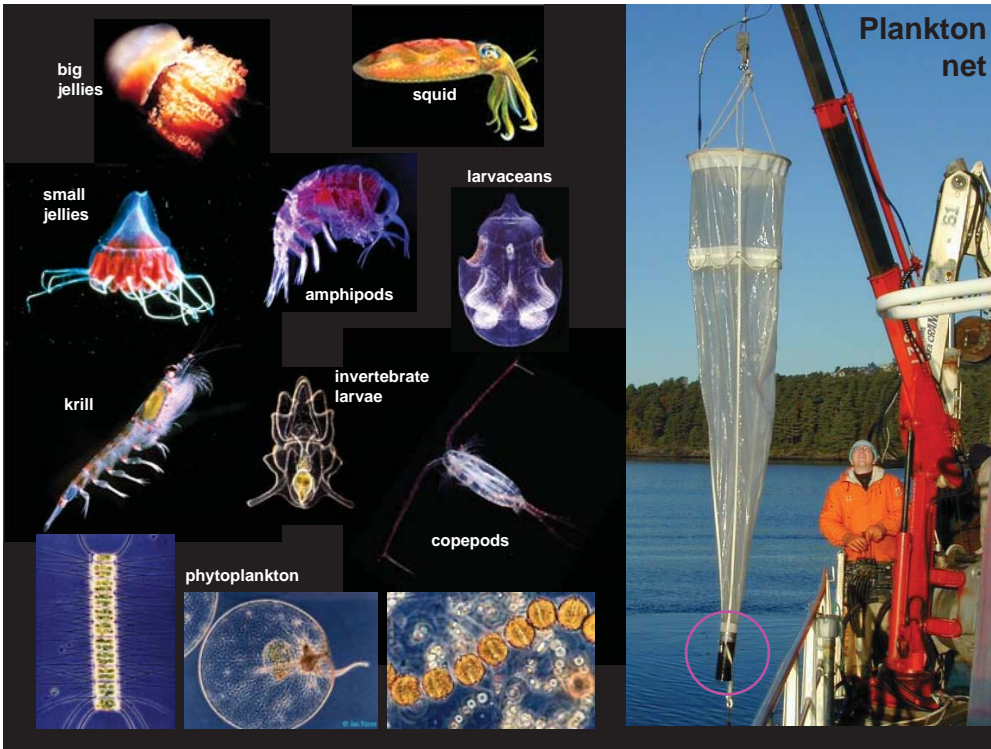 Plankton
net
big
jellies
squid
small
jellies
larvaceans
amphipods
krill
invertebrate
larvae
copepods
phytoplankton